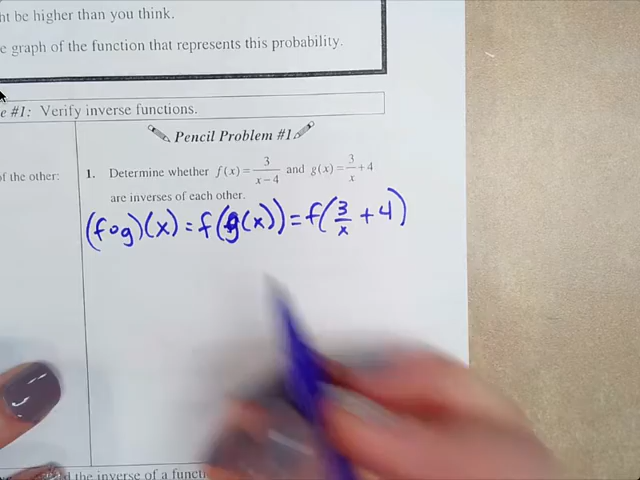 ht be higher than you think.
e graph of the function that represents this probability.
e #1: Verify inverse functions.
Pencil Problem #1
of the other:
1. Determine whether f(x) = 3/(x−4) and g(x) = 3/x + 4
are inverses of each other.
(f∘g)(x) = f(g(x)) = f(3/x + 4)
the inverse of a functi